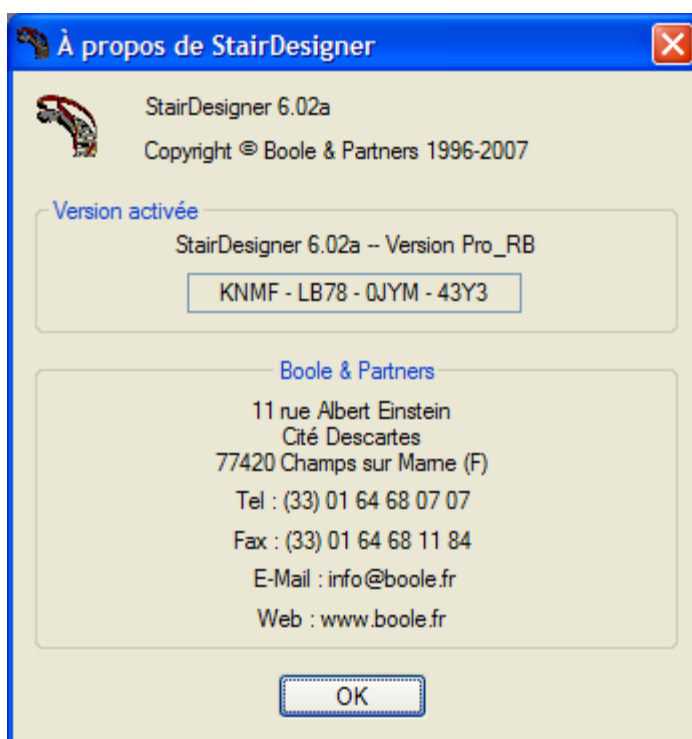 À propos de StairDesigner
StairDesigner 6.02a
Copyright © Boole & Partners 1996-2007
Version activée
StairDesigner 6.02a -- Version Pro_RB
KNMF - LB78 - 0JYM - 43Y3
Boole & Partners
11 rue Albert Einstein
Cité Descartes
77420 Champs sur Marne (F)
Tel : (33) 01 64 68 07 07
Fax : (33) 01 64 68 11 84
E-Mail : info@boole.fr
Web : www.boole.fr
OK